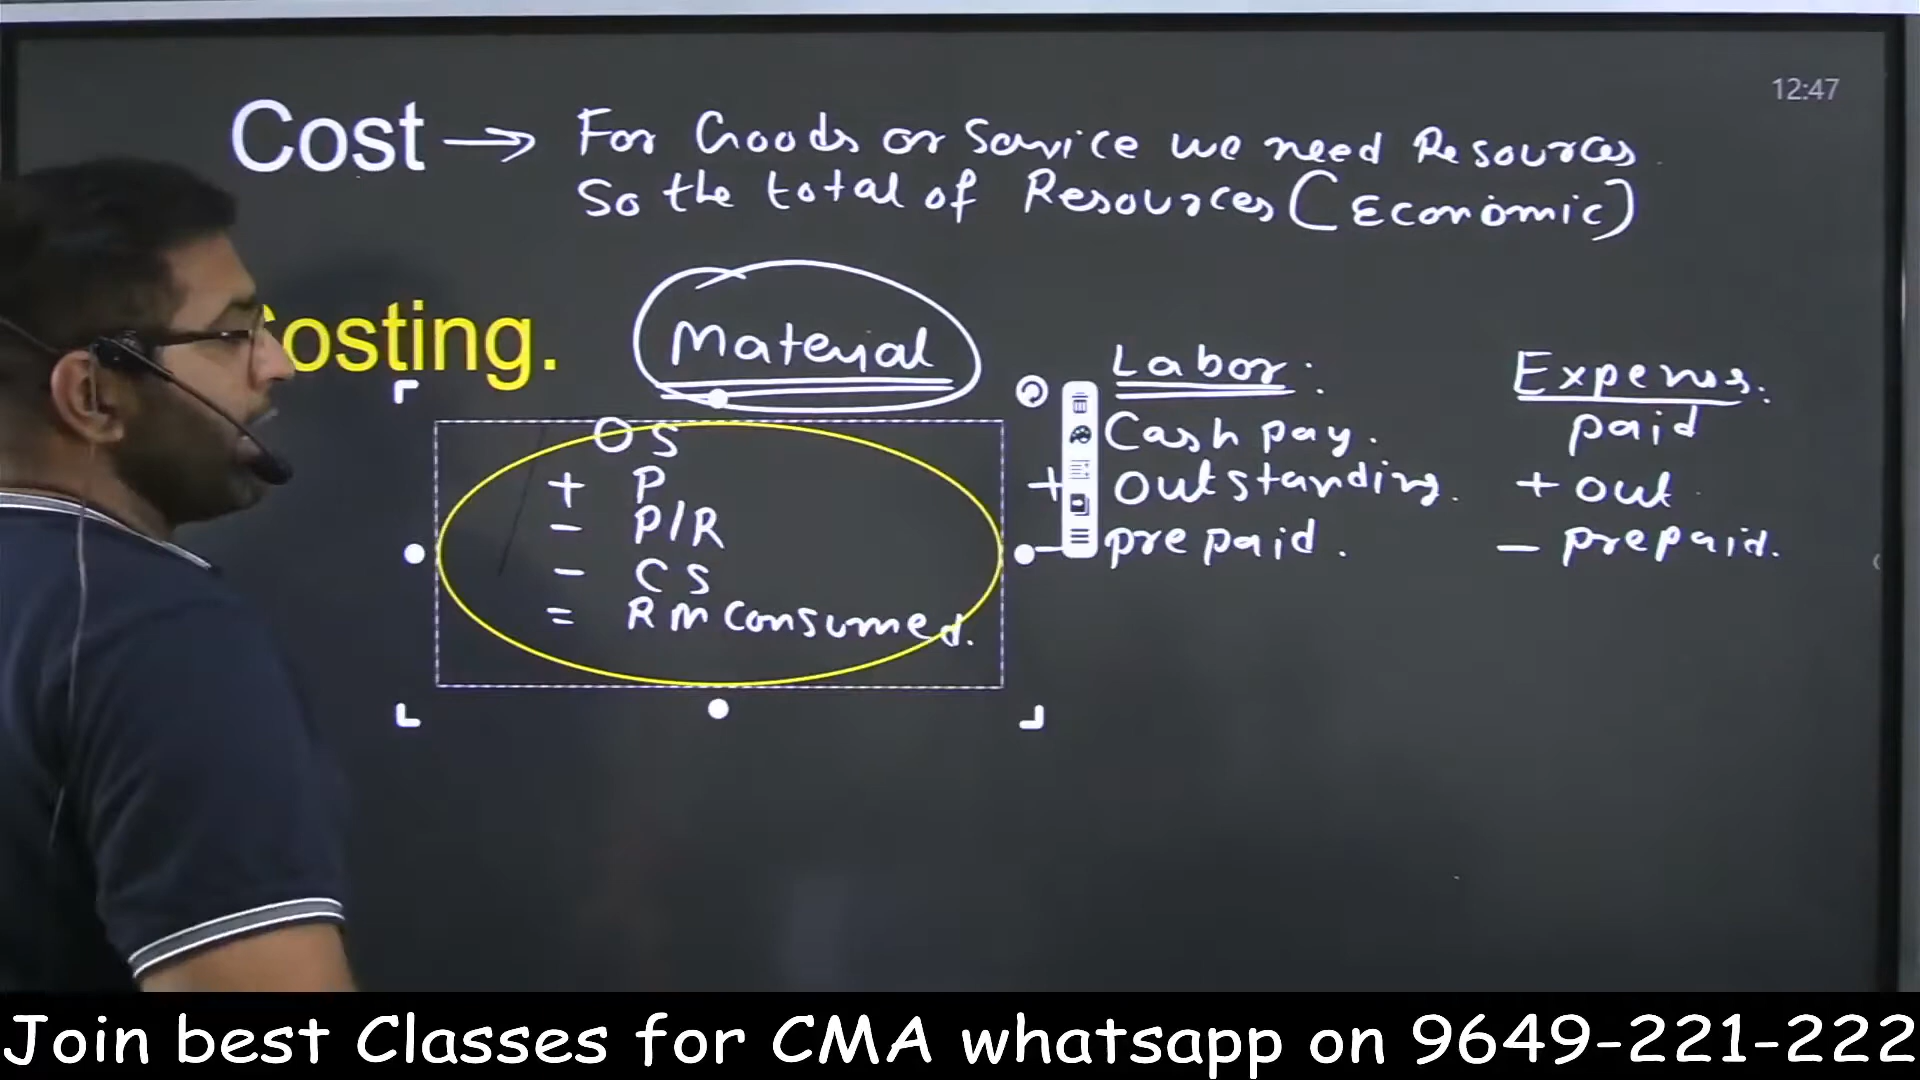 12:47
Cost → For Goods or Service we need Resources
So the total of Resources (Economic)
Costing.
Material
Labor:
Expenses.
OS
+ P
- P/R
- CS
= RM Consumed.
Cash pay.
+ Outstanding.
- prepaid.
paid
+ out
- prepaid.
Join best Classes for CMA whatsapp on 9649-221-222